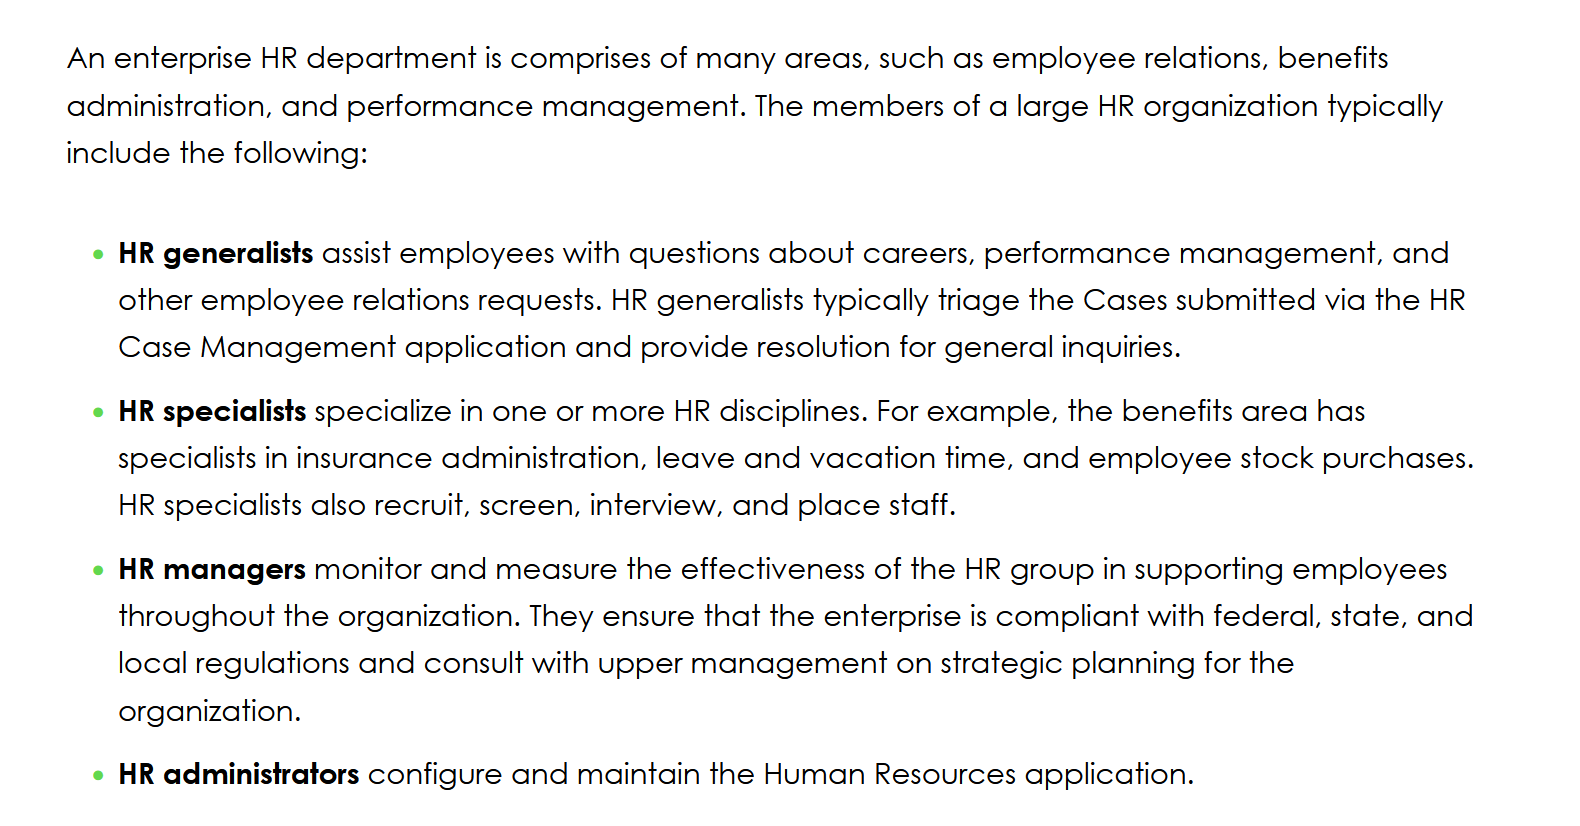 An enterprise HR department is comprises of many areas, such as employee relations, benefits
administration, and performance management. The members of a large HR organization typically
include the following:
• HR generalists assist employees with questions about careers, performance management, and
other employee relations requests. HR generalists typically triage the Cases submitted via the HR
Case Management application and provide resolution for general inquiries.
• HR specialists specialize in one or more HR disciplines. For example, the benefits area has
specialists in insurance administration, leave and vacation time, and employee stock purchases.
HR specialists also recruit, screen, interview, and place staff.
• HR managers monitor and measure the effectiveness of the HR group in supporting employees
throughout the organization. They ensure that the enterprise is compliant with federal, state, and
local regulations and consult with upper management on strategic planning for the
organization.
• HR administrators configure and maintain the Human Resources application.